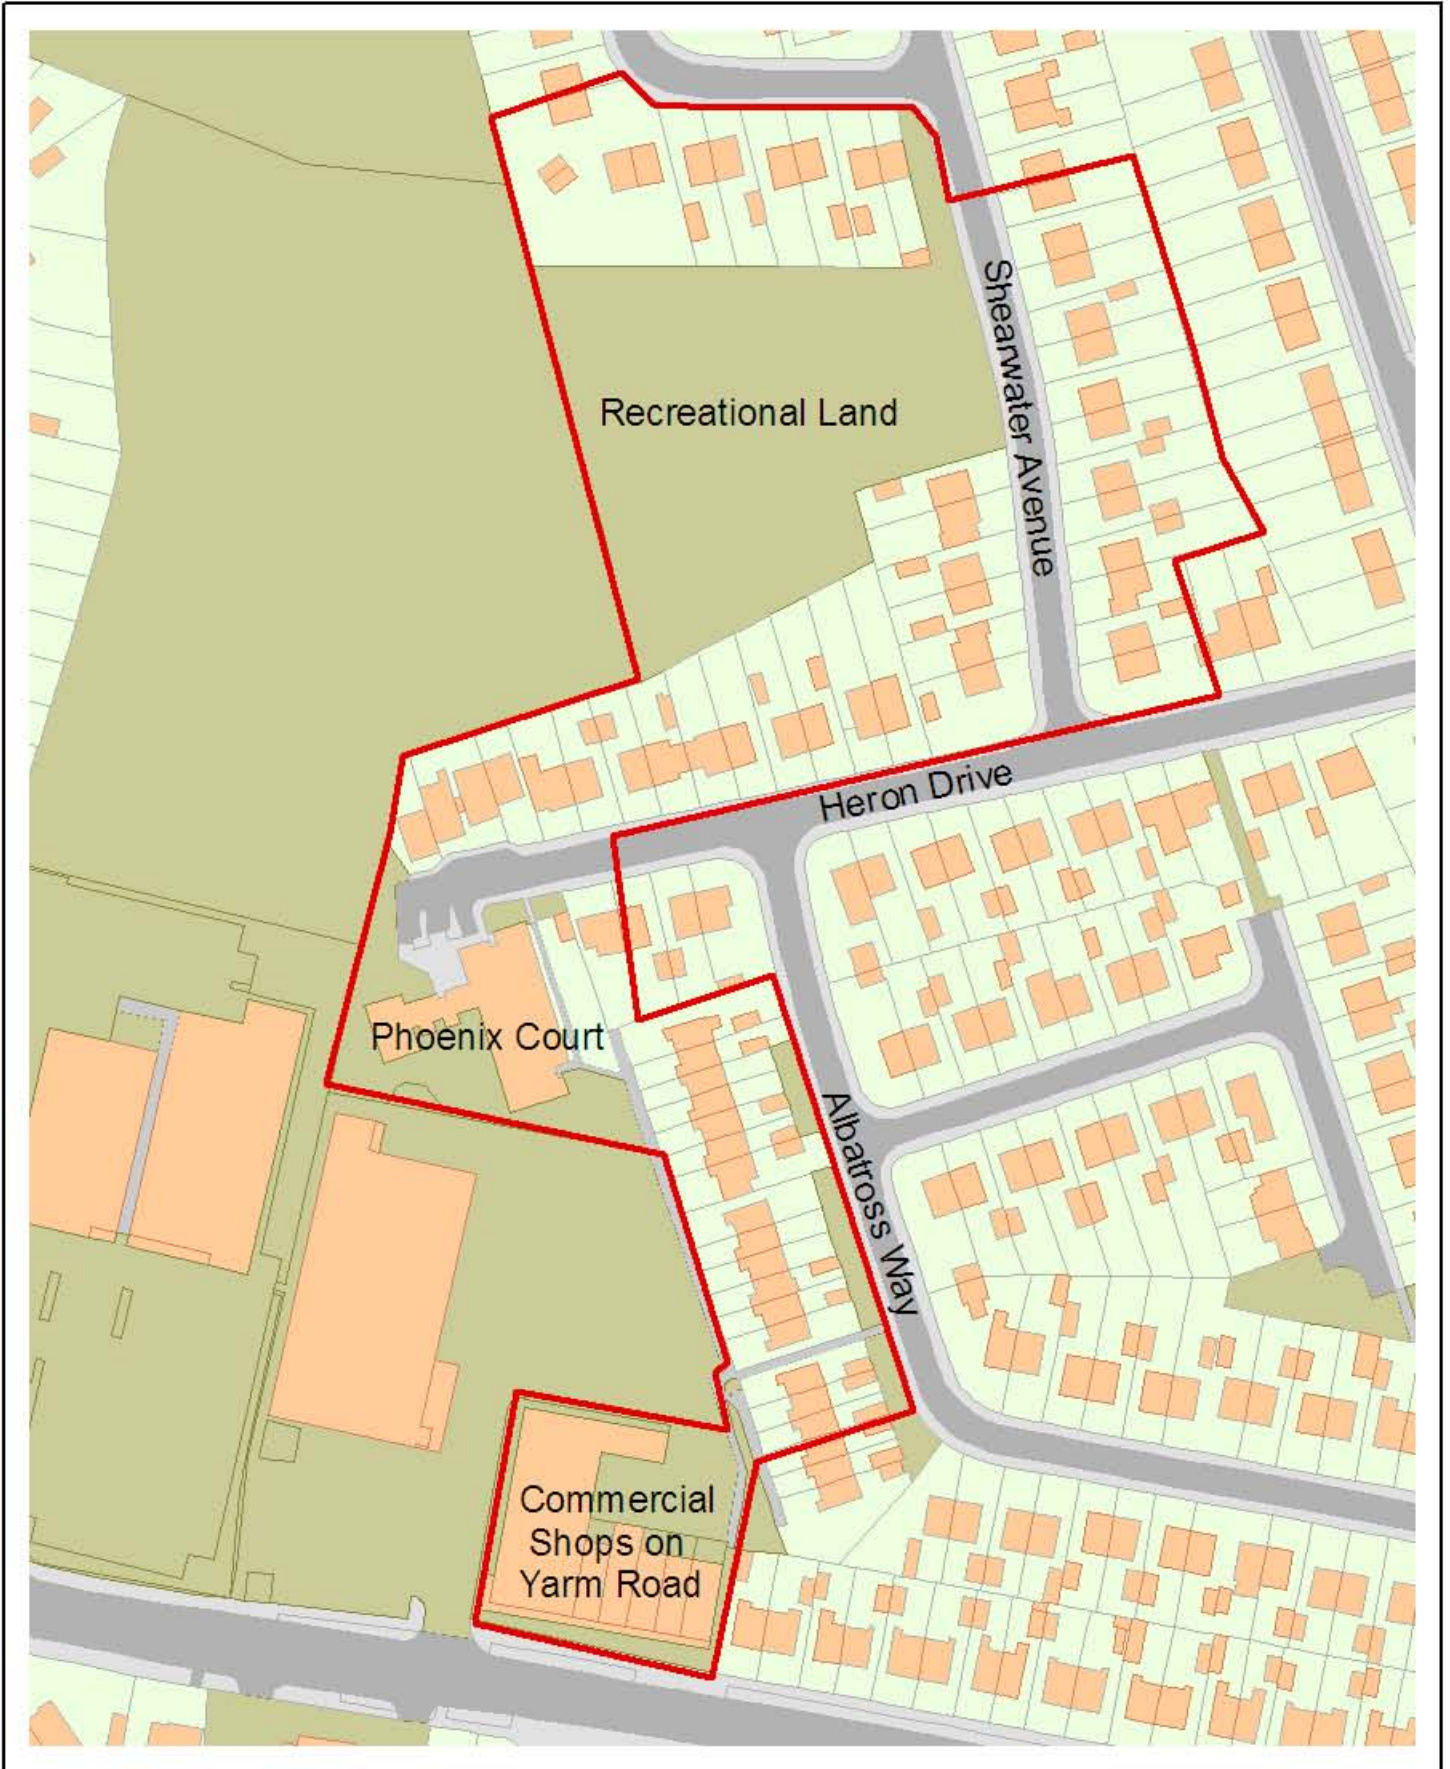 Shearwater Avenue
Recreational Land
Heron Drive
Phoenix Court
Albatross Way
Commercial
Shops on
Yarm Road